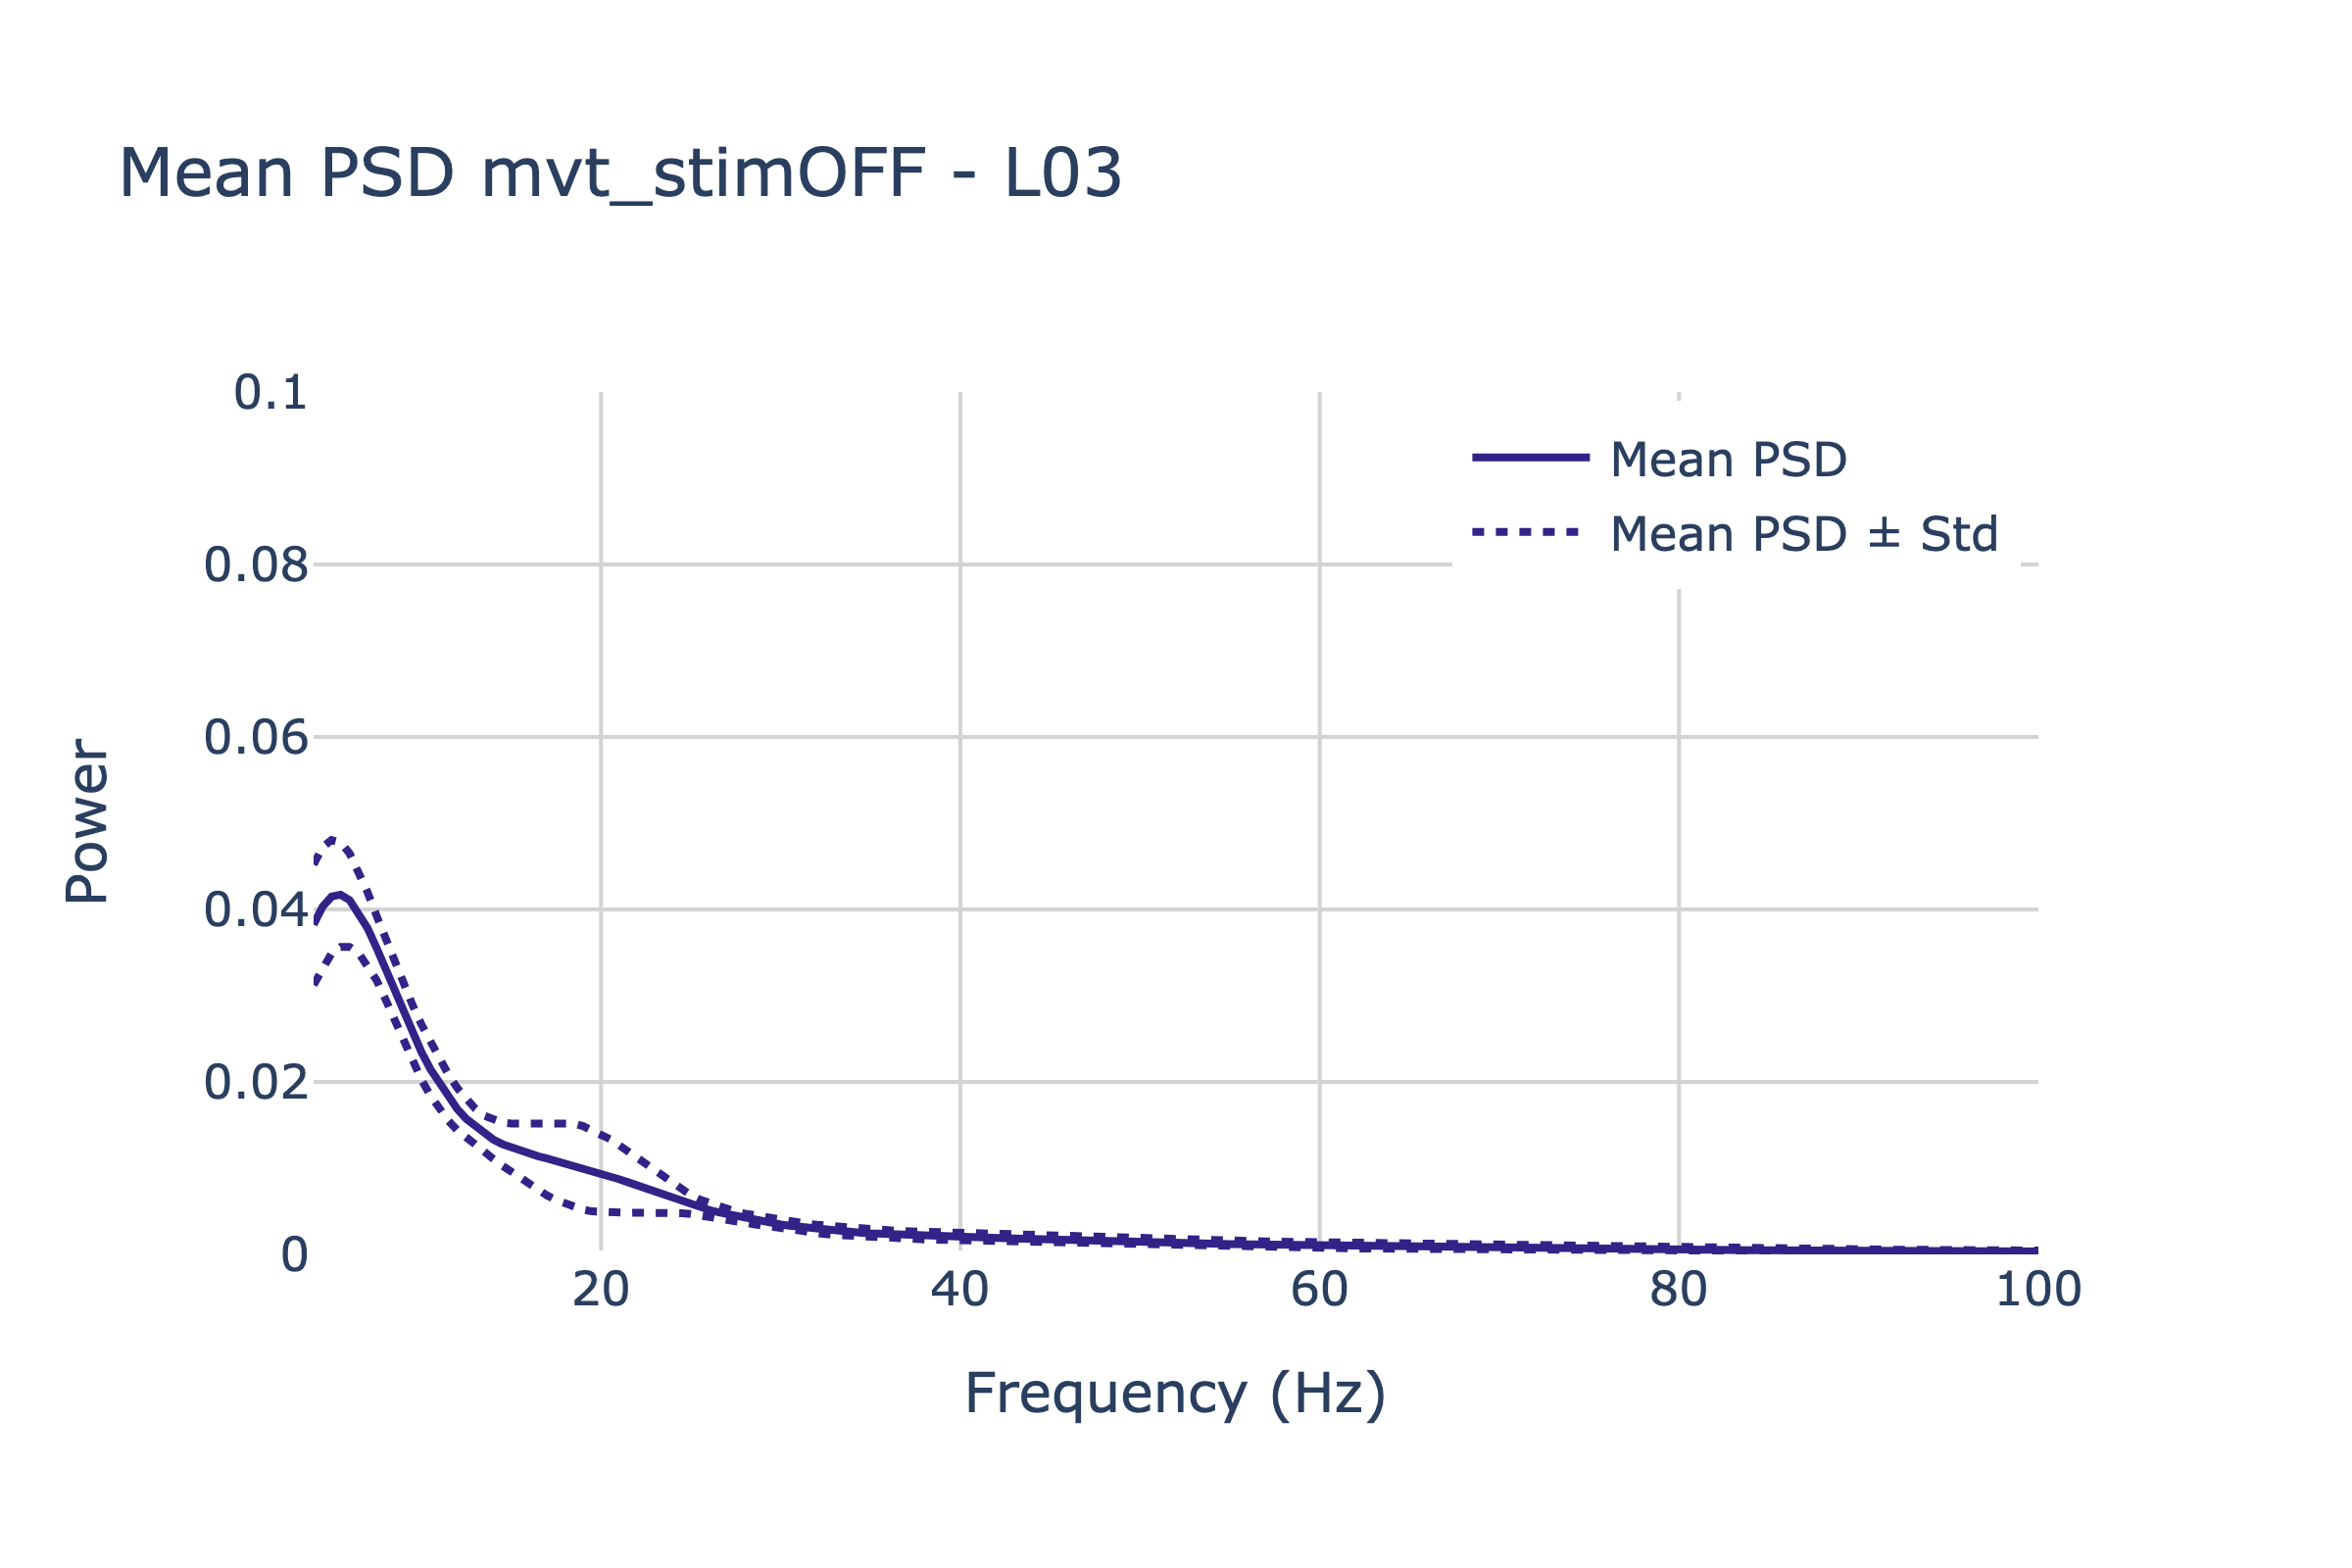 Mean PSD mvt_stimOFF - L03
0.1
Mean PSD
Mean PSD ± Std
0.08
0.06
Power
0.04
0.02
0
20 40 60 80 100
Frequency (Hz)